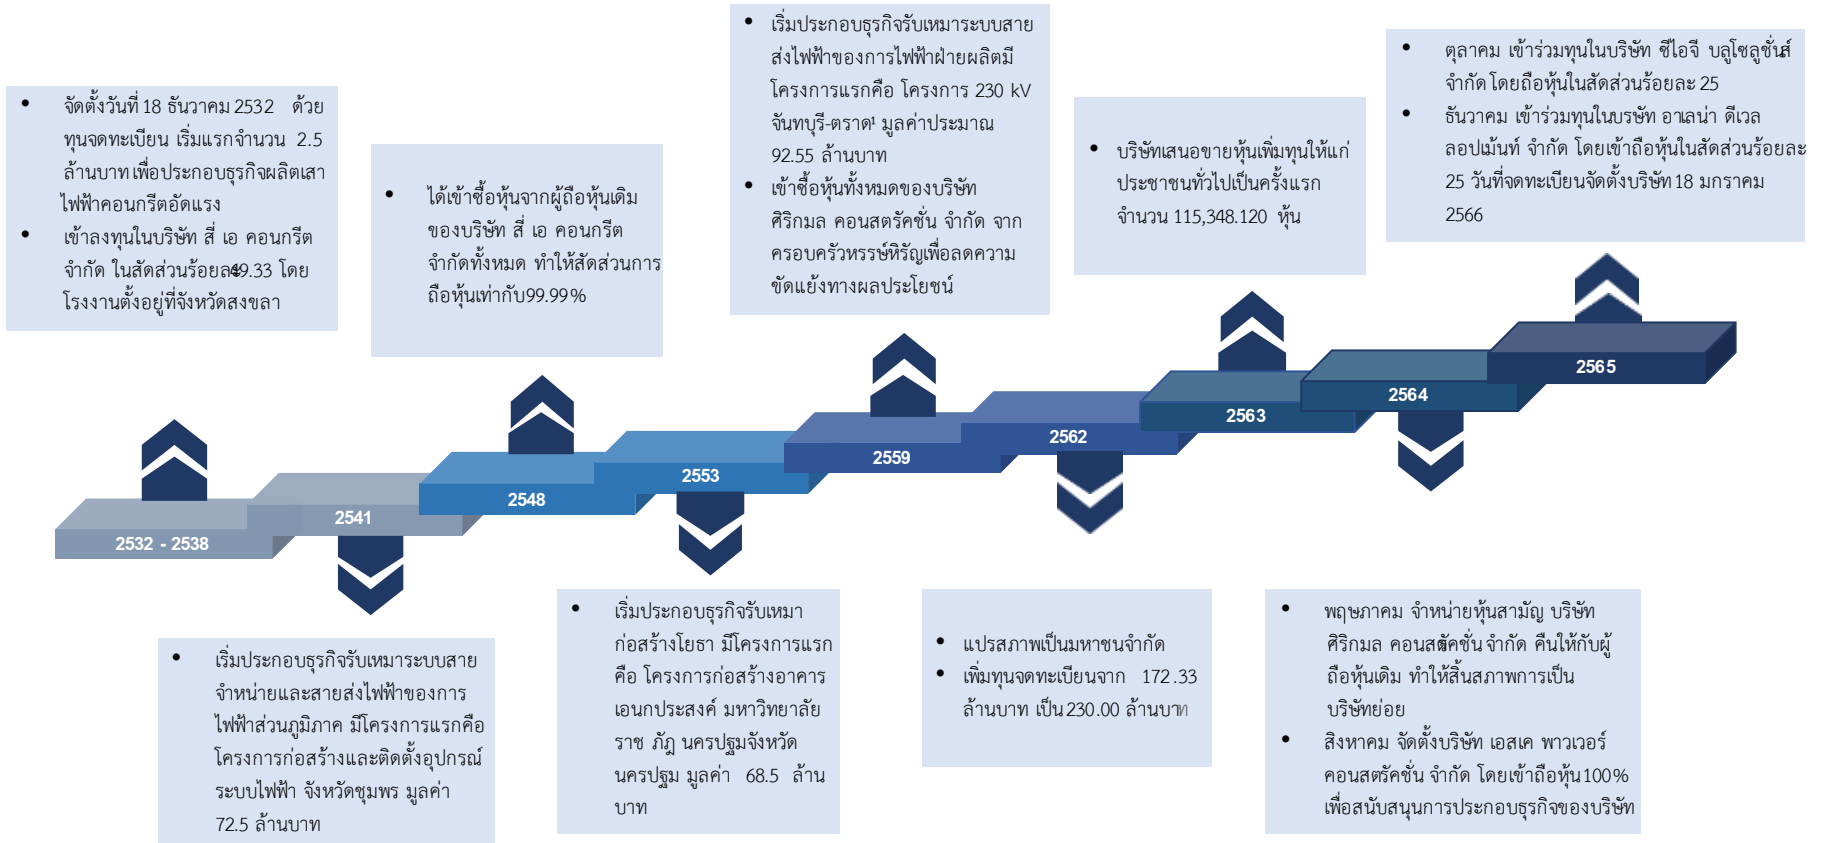 • จัดตั้งวันที่ 18 ธันวาคม 2532 ด้วย
ทุนจดทะเบียน เริ่มแรกจำนวน 2.5
ล้านบาท เพื่อประกอบธุรกิจผลิตเสา
ไฟฟ้าคอนกรีตอัดแรง
• เข้าลงทุนในบริษัท สี่ เอ คอนกรีต
จำกัด ในสัดส่วนร้อยละ 49.33 โดย
โรงงานตั้งอยู่ที่จังหวัดสงขลา
2532 - 2538
• เริ่มประกอบธุรกิจรับเหมาระบบสาย
จำหน่ายและสายส่งไฟฟ้าของการ
ไฟฟ้าส่วนภูมิภาค มีโครงการแรกคือ
โครงการก่อสร้างและติดตั้งอุปกรณ์
ระบบไฟฟ้า จังหวัดชุมพร มูลค่า
72.5 ล้านบาท
2541
• ได้เข้าซื้อหุ้นจากผู้ถือหุ้นเดิม
ของบริษัท สี่ เอ คอนกรีต
จำกัดทั้งหมด ทำให้สัดส่วนการ
ถือหุ้นเท่ากับ 99.99%
2548
• เริ่มประกอบธุรกิจรับเหมา
ก่อสร้างโยธา มีโครงการแรก
คือ โครงการก่อสร้างอาคาร
เอนกประสงค์ มหาวิทยาลัย
ราช ภัฏ นครปฐมจังหวัด
นครปฐม มูลค่า 68.5 ล้าน
บาท
2553
• เริ่มประกอบธุรกิจรับเหมาระบบสาย
ส่งไฟฟ้าของการไฟฟ้าฝ่ายผลิตมี
โครงการแรกคือ โครงการ 230 kV
จันทบุรี-ตราด¹ มูลค่าประมาณ
92.55 ล้านบาท
• เข้าซื้อหุ้นทั้งหมดของบริษัท
ศิริกมล คอนสตรัคชั่น จำกัด จาก
ครอบครัวหรรษ์หิรัญเพื่อลดความ
ขัดแย้งทางผลประโยชน์
2559
• แปรสภาพเป็นมหาชนจำกัด
• เพิ่มทุนจดทะเบียนจาก 172.33
ล้านบาท เป็น 230.00 ล้านบาท
2562
• บริษัทเสนอขายหุ้นเพิ่มทุนให้แก่
ประชาชนทั่วไปเป็นครั้งแรก
จำนวน 115,348.120 หุ้น
2563
• พฤษภาคม จำหน่ายหุ้นสามัญ บริษัท
ศิริกมล คอนสตรัคชั่น จำกัด คืนให้กับผู้
ถือหุ้นเดิม ทำให้สิ้นสภาพการเป็น
บริษัทย่อย
• สิงหาคม จัดตั้งบริษัท เอสเค พาวเวอร์
คอนสตรัคชั่น จำกัด โดยเข้าถือหุ้น 100%
เพื่อสนับสนุนการประกอบธุรกิจของบริษัท
2564
• ตุลาคม เข้าร่วมทุนในบริษัท ซีไอจี บลูโซลูชั่นส์
จำกัด โดยถือหุ้นในสัดส่วนร้อยละ 25
• ธันวาคม เข้าร่วมทุนในบรษัท อาเลน่า ดีเวล
ลอปเม้นท์ จำกัด โดยเข้าถือหุ้นในสัดส่วนร้อยละ
25 วันที่จดทะเบียนจัดตั้งบริษัท 18 มกราคม
2566
2565